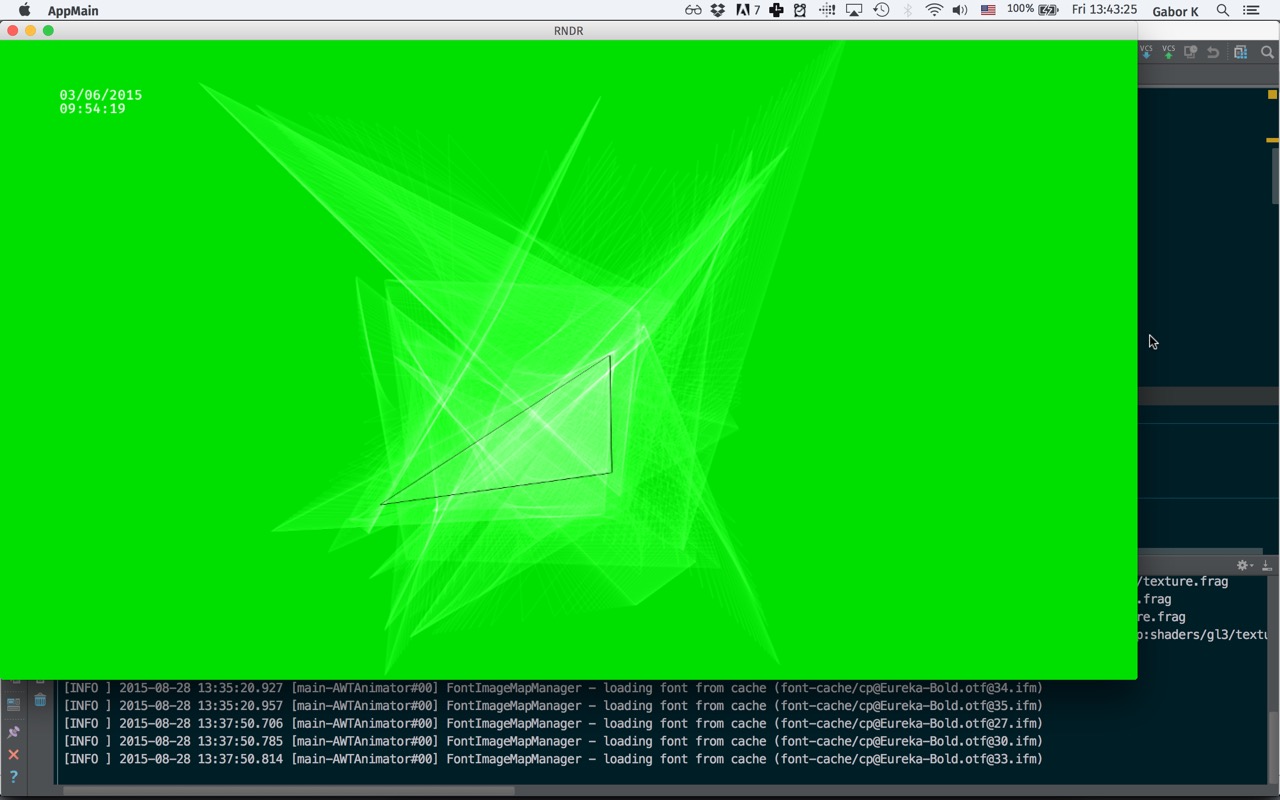 AppMain
7
100%
Fri 13:43:25
Gabor K
RNDR
VCS VCS
03/06/2015
09:54:19
/texture.frag
.frag
re.frag
p:shaders/gl3/textu
[INFO ] 2015-08-28 13:35:20.927 [main-AWTAnimator#00] FontImageMapManager - loading font from cache (font-cache/cp@Eureka-Bold.otf@34.ifm)
[INFO ] 2015-08-28 13:35:20.957 [main-AWTAnimator#00] FontImageMapManager - loading font from cache (font-cache/cp@Eureka-Bold.otf@35.ifm)
[INFO ] 2015-08-28 13:37:50.706 [main-AWTAnimator#00] FontImageMapManager - loading font from cache (font-cache/cp@Eureka-Bold.otf@27.ifm)
[INFO ] 2015-08-28 13:37:50.785 [main-AWTAnimator#00] FontImageMapManager - loading font from cache (font-cache/cp@Eureka-Bold.otf@30.ifm)
[INFO ] 2015-08-28 13:37:50.814 [main-AWTAnimator#00] FontImageMapManager - loading font from cache (font-cache/cp@Eureka-Bold.otf@33.ifm)
?